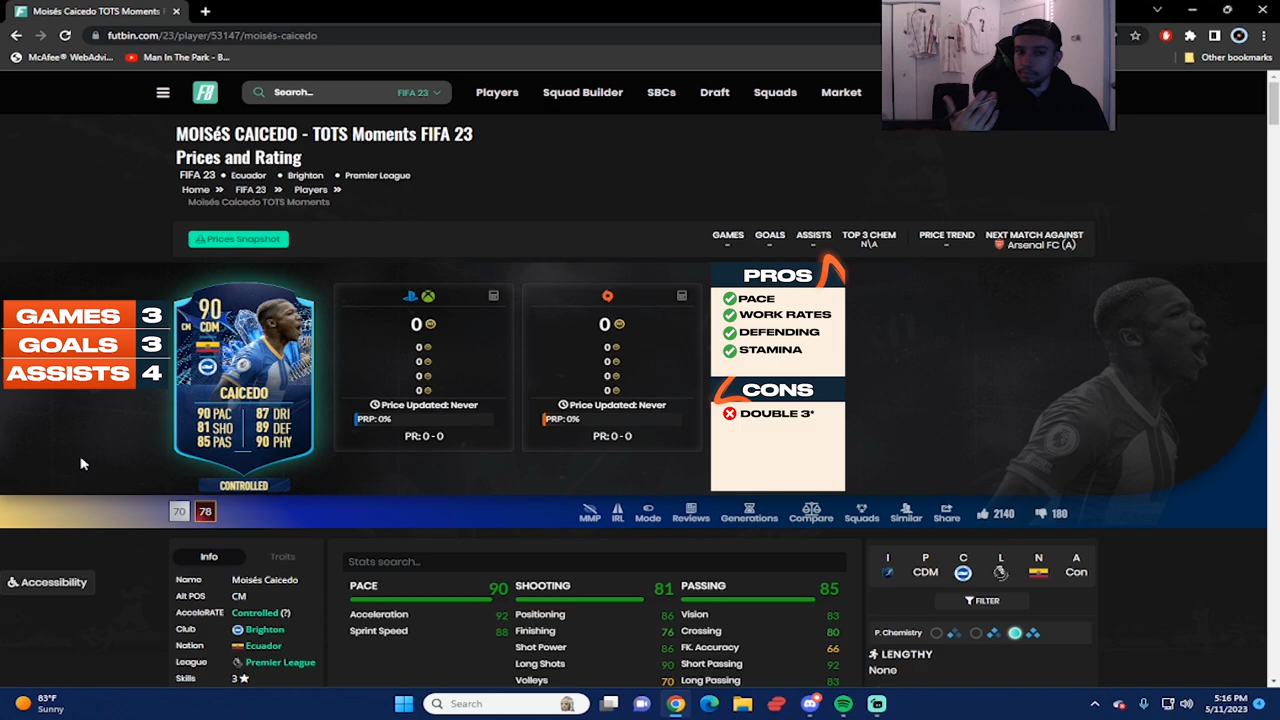 Moisés Caicedo TOTS Moments F
futbin.com/23/player/53147/moisés-caicedo
McAfee® WebAdvi...
Man In The Park - B...
Other bookmarks
Search...
FIFA 23
Players
Squad Builder
SBCs
Draft
Squads
Market
MOISéS CAICEDO - TOTS Moments FIFA 23
Prices and Rating
FIFA 23 • Ecuador • Brighton • Premier League
Home » FIFA 23 » Players »
Moisés Caicedo TOTS Moments
Prices Snapshot
GAMES
-
GOALS
-
ASSISTS
-
TOP 3 CHEM
N\A
PRICE TREND
-
NEXT MATCH AGAINST
Arsenal FC (A)
GAMES 3
GOALS 3
ASSISTS 4
90
CM CDM
CAICEDO
90 PAC 87 DRI
81 SHO 89 DEF
85 PAS 90 PHY
CONTROLLED
0
0
0
0
0
Price Updated: Never
PRP: 0%
PR: 0 - 0
0
0
0
0
0
Price Updated: Never
PRP: 0%
PR: 0 - 0
PROS
PACE
WORK RATES
DEFENDING
STAMINA
CONS
DOUBLE 3*
70 78
MMP
IRL
Mode
Reviews
Generations
Compare
Squads
Similar
Share
2140
180
Accessibility
Info Traits
Name Moisés Caicedo
Alt POS CM
AcceleRATE Controlled (?)
Club Brighton
Nation Ecuador
League Premier League
Skills 3
Stats search...
PACE 90
Acceleration 92
Sprint Speed 88
SHOOTING 81
Positioning 86
Finishing 76
Shot Power 86
Long Shots 90
Volleys 70
PASSING 85
Vision 83
Crossing 80
FK. Accuracy 66
Short Passing 92
Long Passing 83
I P C L N A
CDM Con
FILTER
P. Chemistry
LENGTHY
None
83°F
Sunny
Search
5:16 PM
5/11/2023